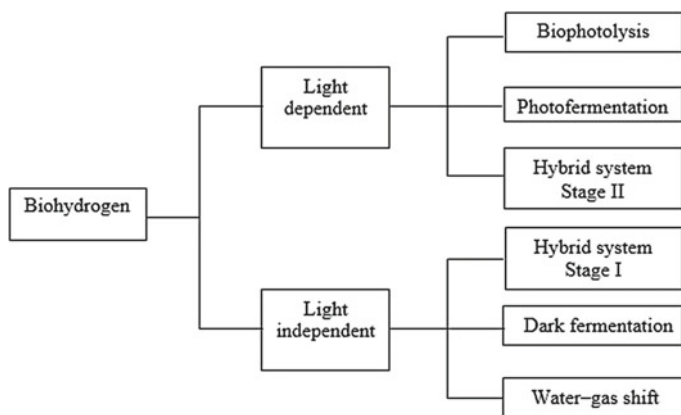 Biohydrogen
Light
dependent
Biophotolysis
Photofermentation
Hybrid system
Stage II
Light
independent
Hybrid system
Stage I
Dark fermentation
Water–gas shift